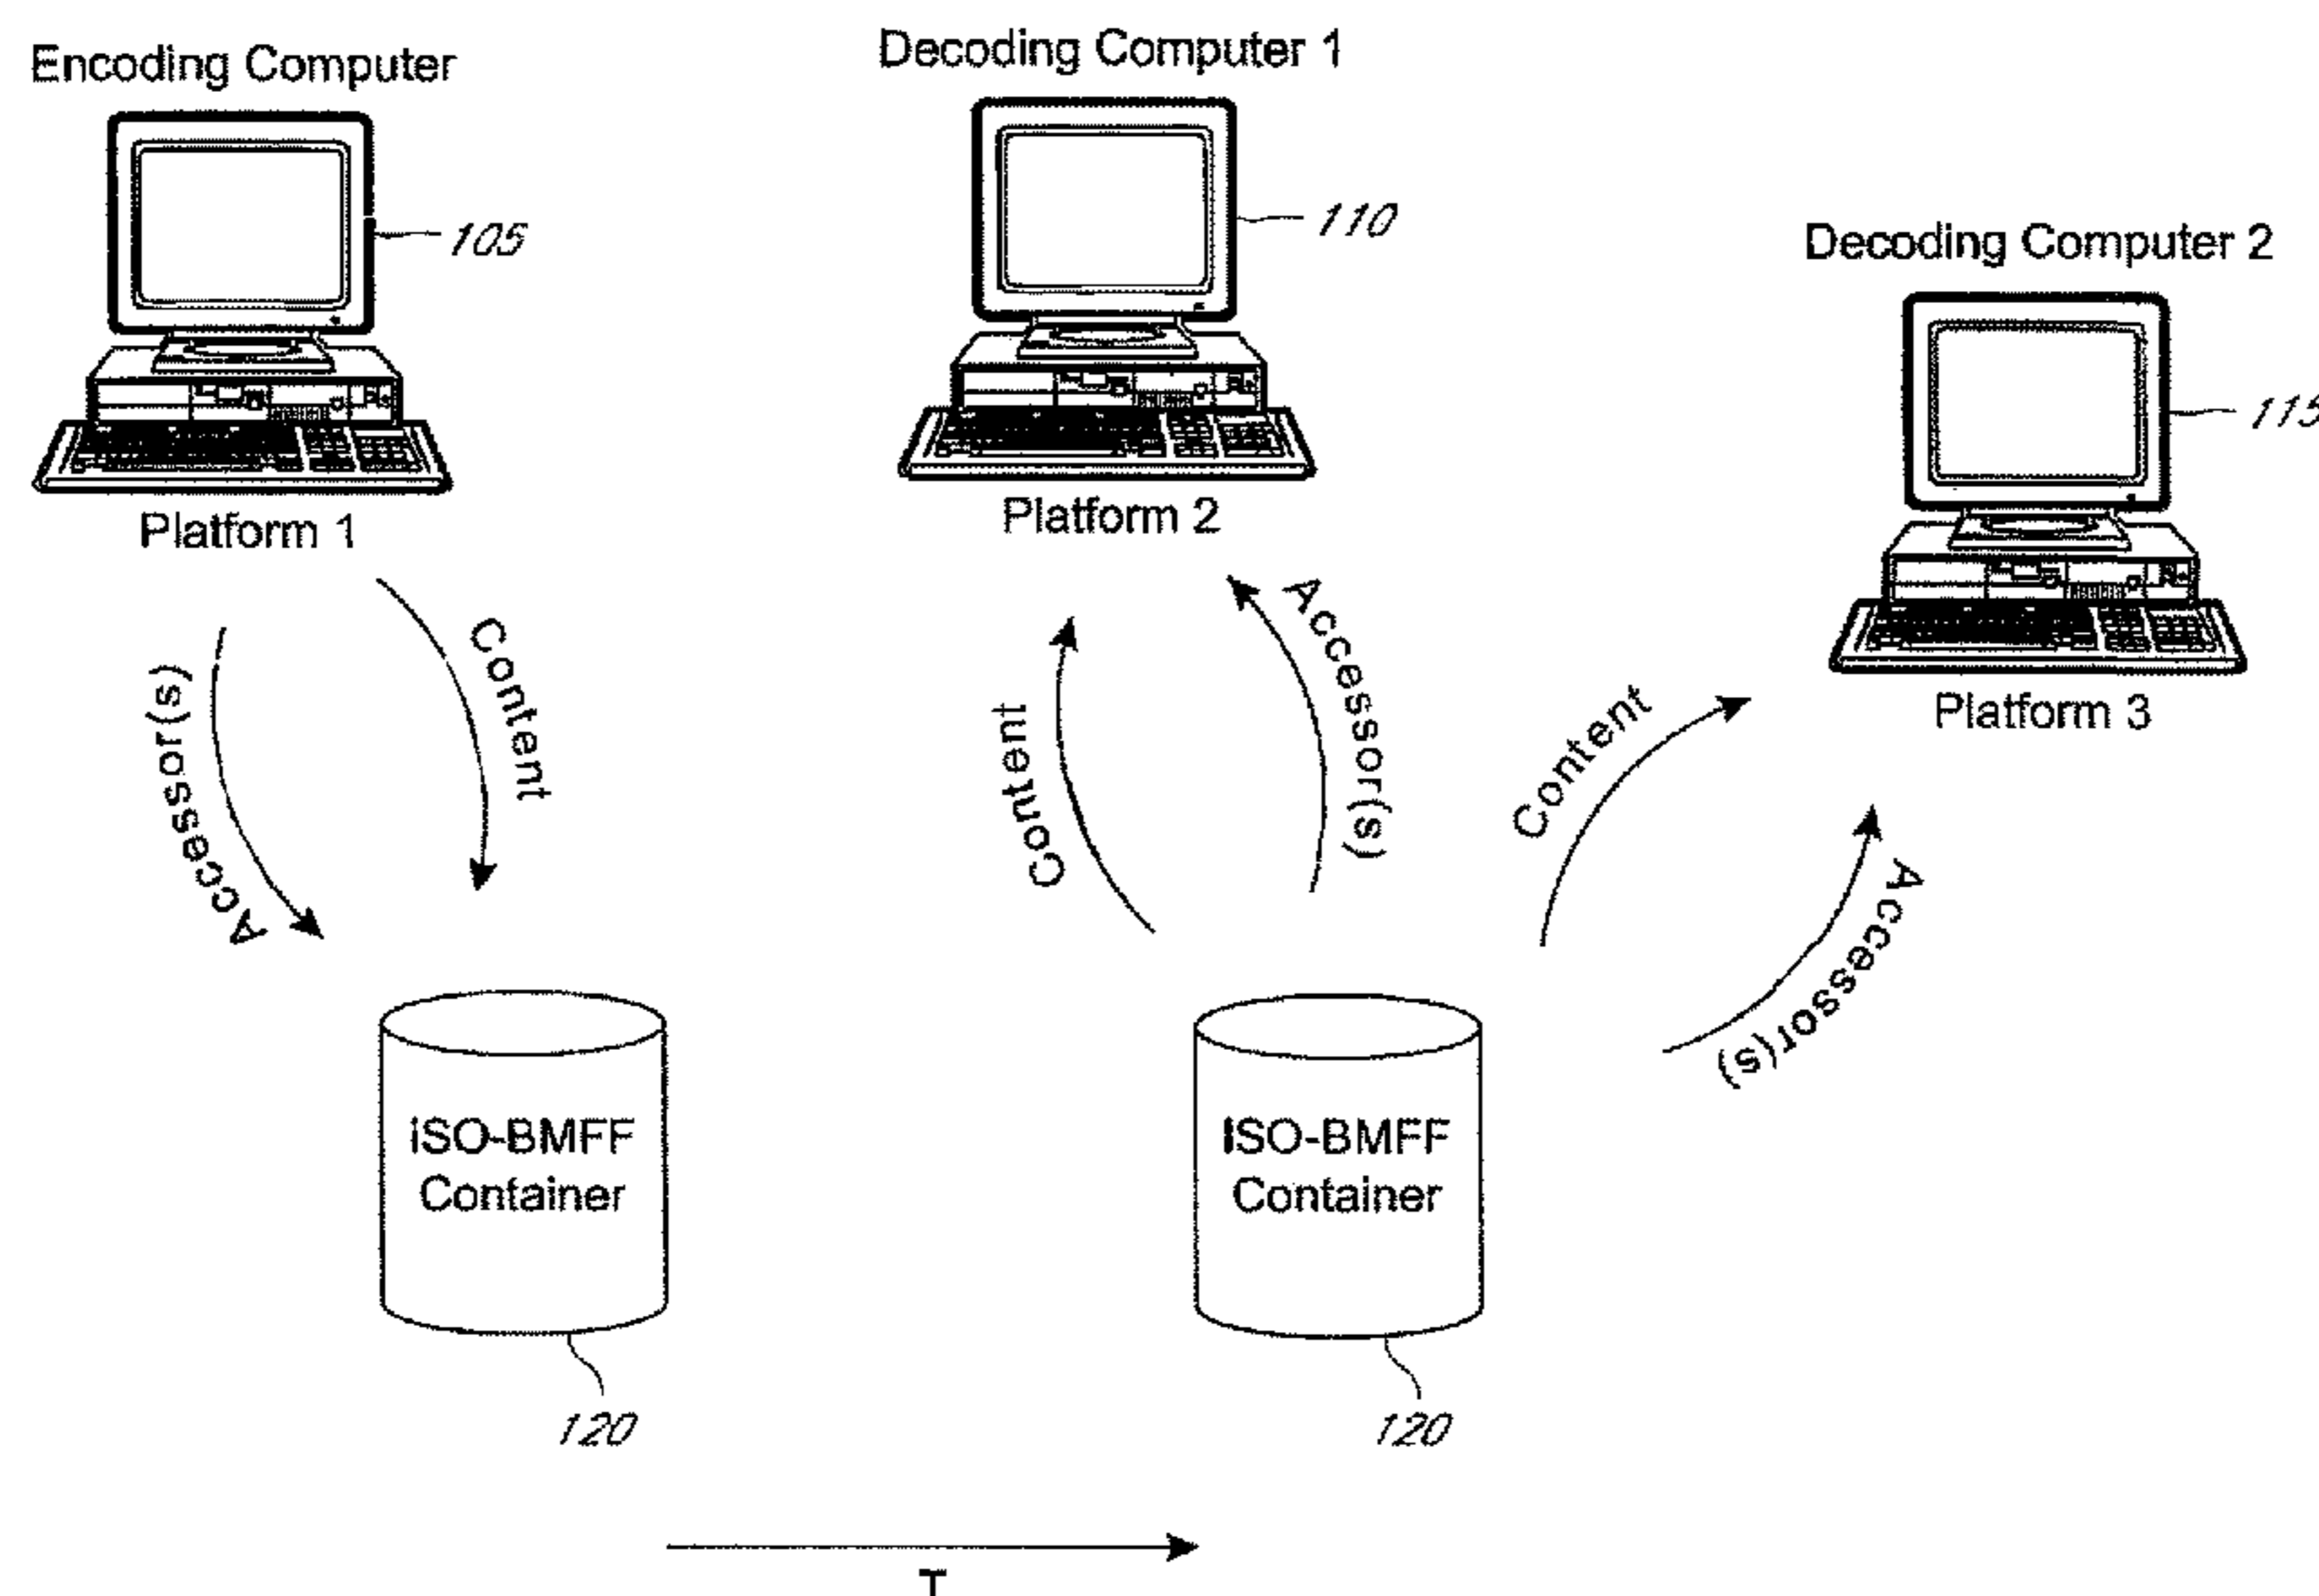 Encoding Computer
Decoding Computer 1
Decoding Computer 2
105
110
115
Platform 1
Platform 2
Platform 3
Accessor(s)
Content
Content
Accessor(s)
Content
Accessor(s)
ISO-BMFF
Container
ISO-BMFF
Container
120
120
T